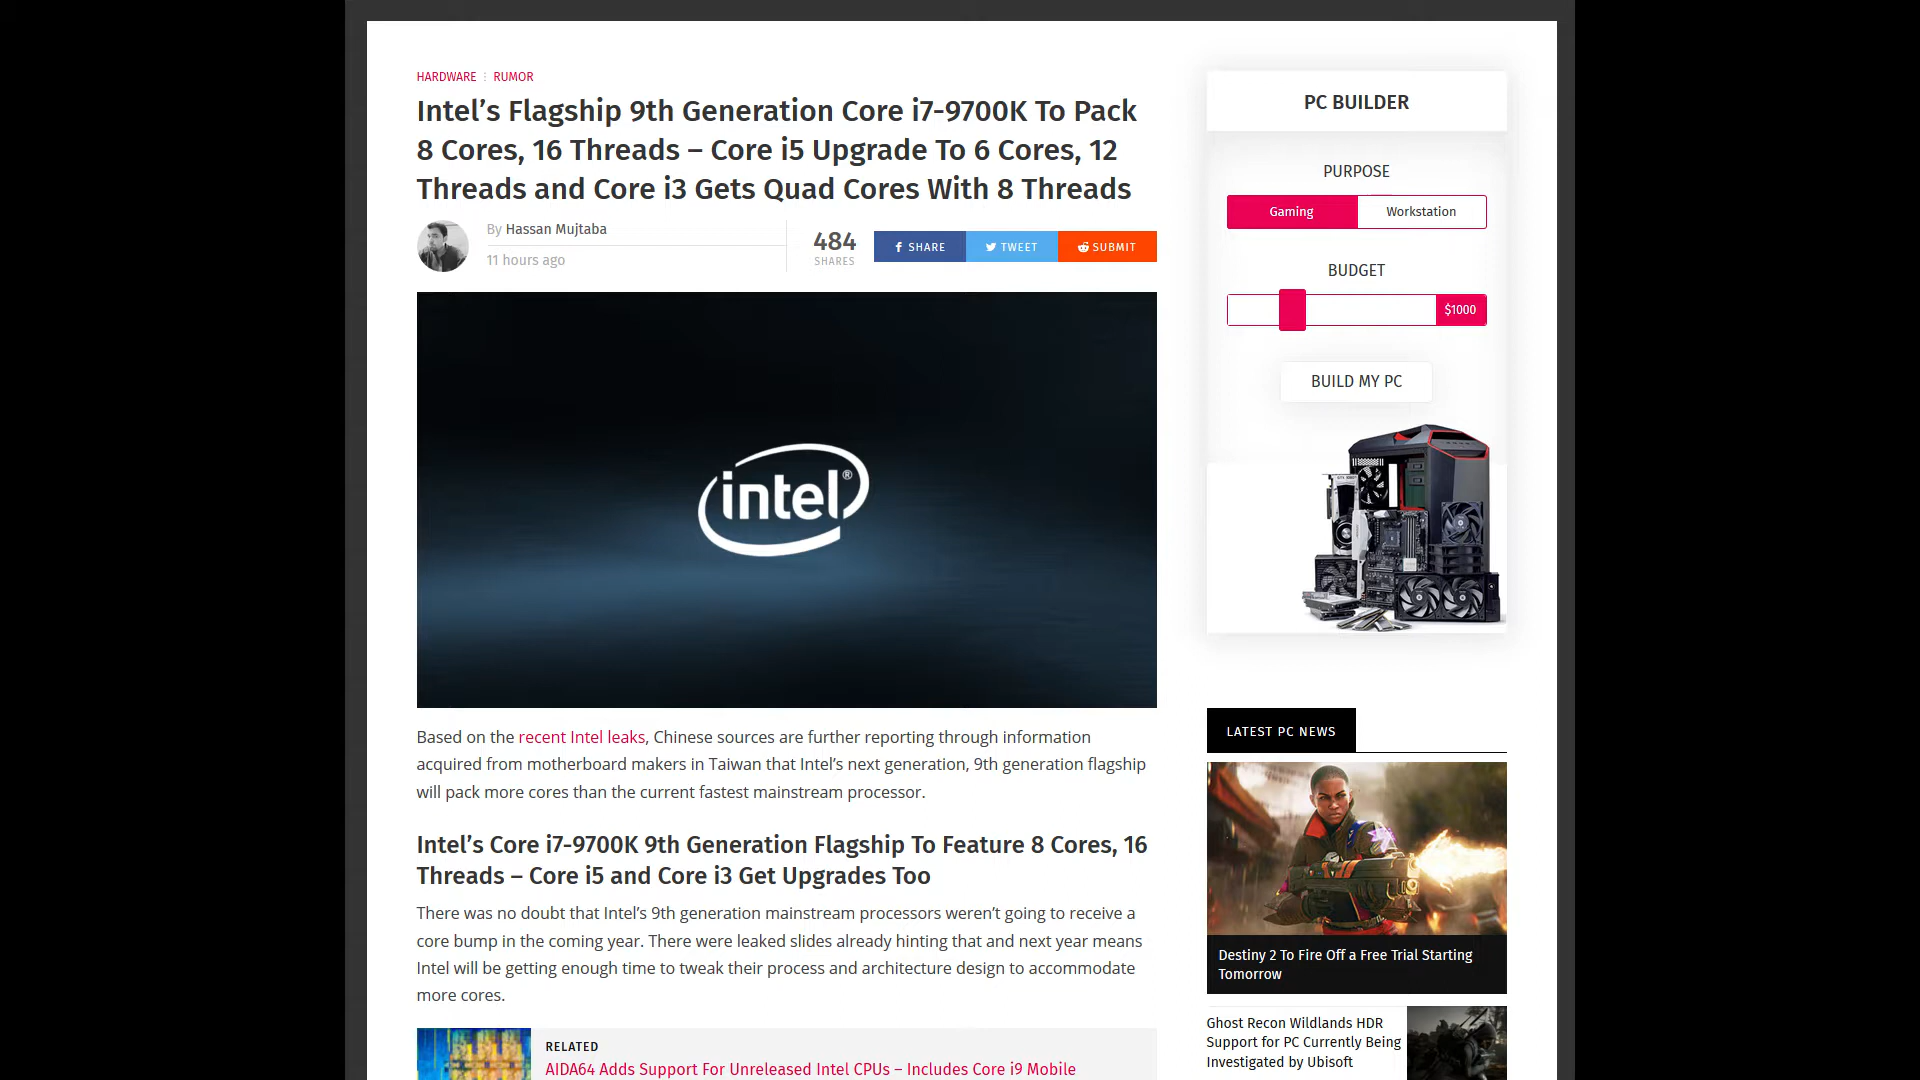 HARDWARE RUMOR
Intel’s Flagship 9th Generation Core i7-9700K To Pack
8 Cores, 16 Threads – Core i5 Upgrade To 6 Cores, 12
Threads and Core i3 Gets Quad Cores With 8 Threads
By Hassan Mujtaba
11 hours ago
484
SHARES
SHARE TWEET SUBMIT
intel®
Based on the recent Intel leaks, Chinese sources are further reporting through information
acquired from motherboard makers in Taiwan that Intel’s next generation, 9th generation flagship
will pack more cores than the current fastest mainstream processor.
Intel’s Core i7-9700K 9th Generation Flagship To Feature 8 Cores, 16
Threads – Core i5 and Core i3 Get Upgrades Too
There was no doubt that Intel’s 9th generation mainstream processors weren’t going to receive a
core bump in the coming year. There were leaked slides already hinting that and next year means
Intel will be getting enough time to tweak their process and architecture design to accommodate
more cores.
RELATED
AIDA64 Adds Support For Unreleased Intel CPUs – Includes Core i9 Mobile
PC BUILDER
PURPOSE
Gaming Workstation
BUDGET
$1000
BUILD MY PC
LATEST PC NEWS
Destiny 2 To Fire Off a Free Trial Starting
Tomorrow
Ghost Recon Wildlands HDR
Support for PC Currently Being
Investigated by Ubisoft